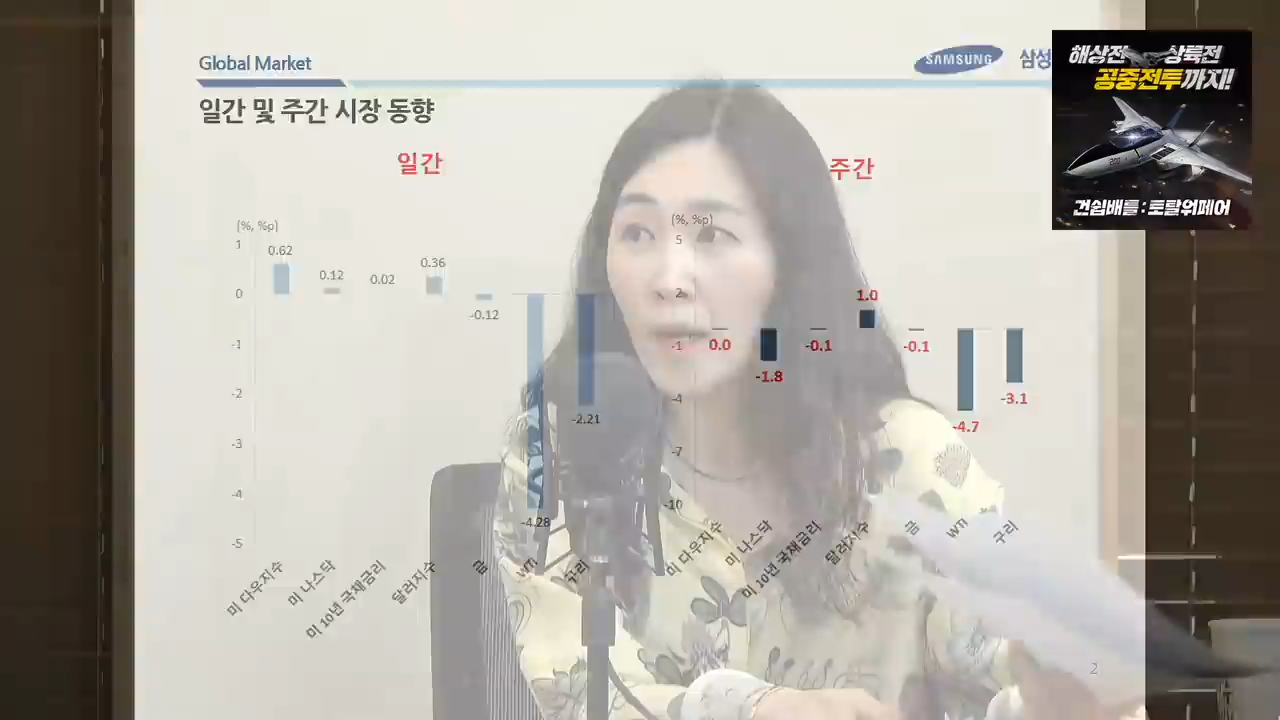 Global Market
SAMSUNG 삼성
일간 및 주간 시장 동향
해상전 상륙전
공중전투까지!
건쉽배틀 : 토탈워페어
일간
(%, %p)
1
0
-1
-2
-3
-4
-5
0.62
0.12
0.02
0.36
-0.12
-4.28
-2.21
미 다우지수
미 나스닥
미 10년 국채금리
달러지수
금
WTI
구리
주간
(%, %p)
5
2
-1
-4
-7
-10
0.0
-1.8
-0.1
1.0
-0.1
-4.7
-3.1
미 다우지수
미 나스닥
미 10년 국채금리
달러지수
금
WTI
구리
2